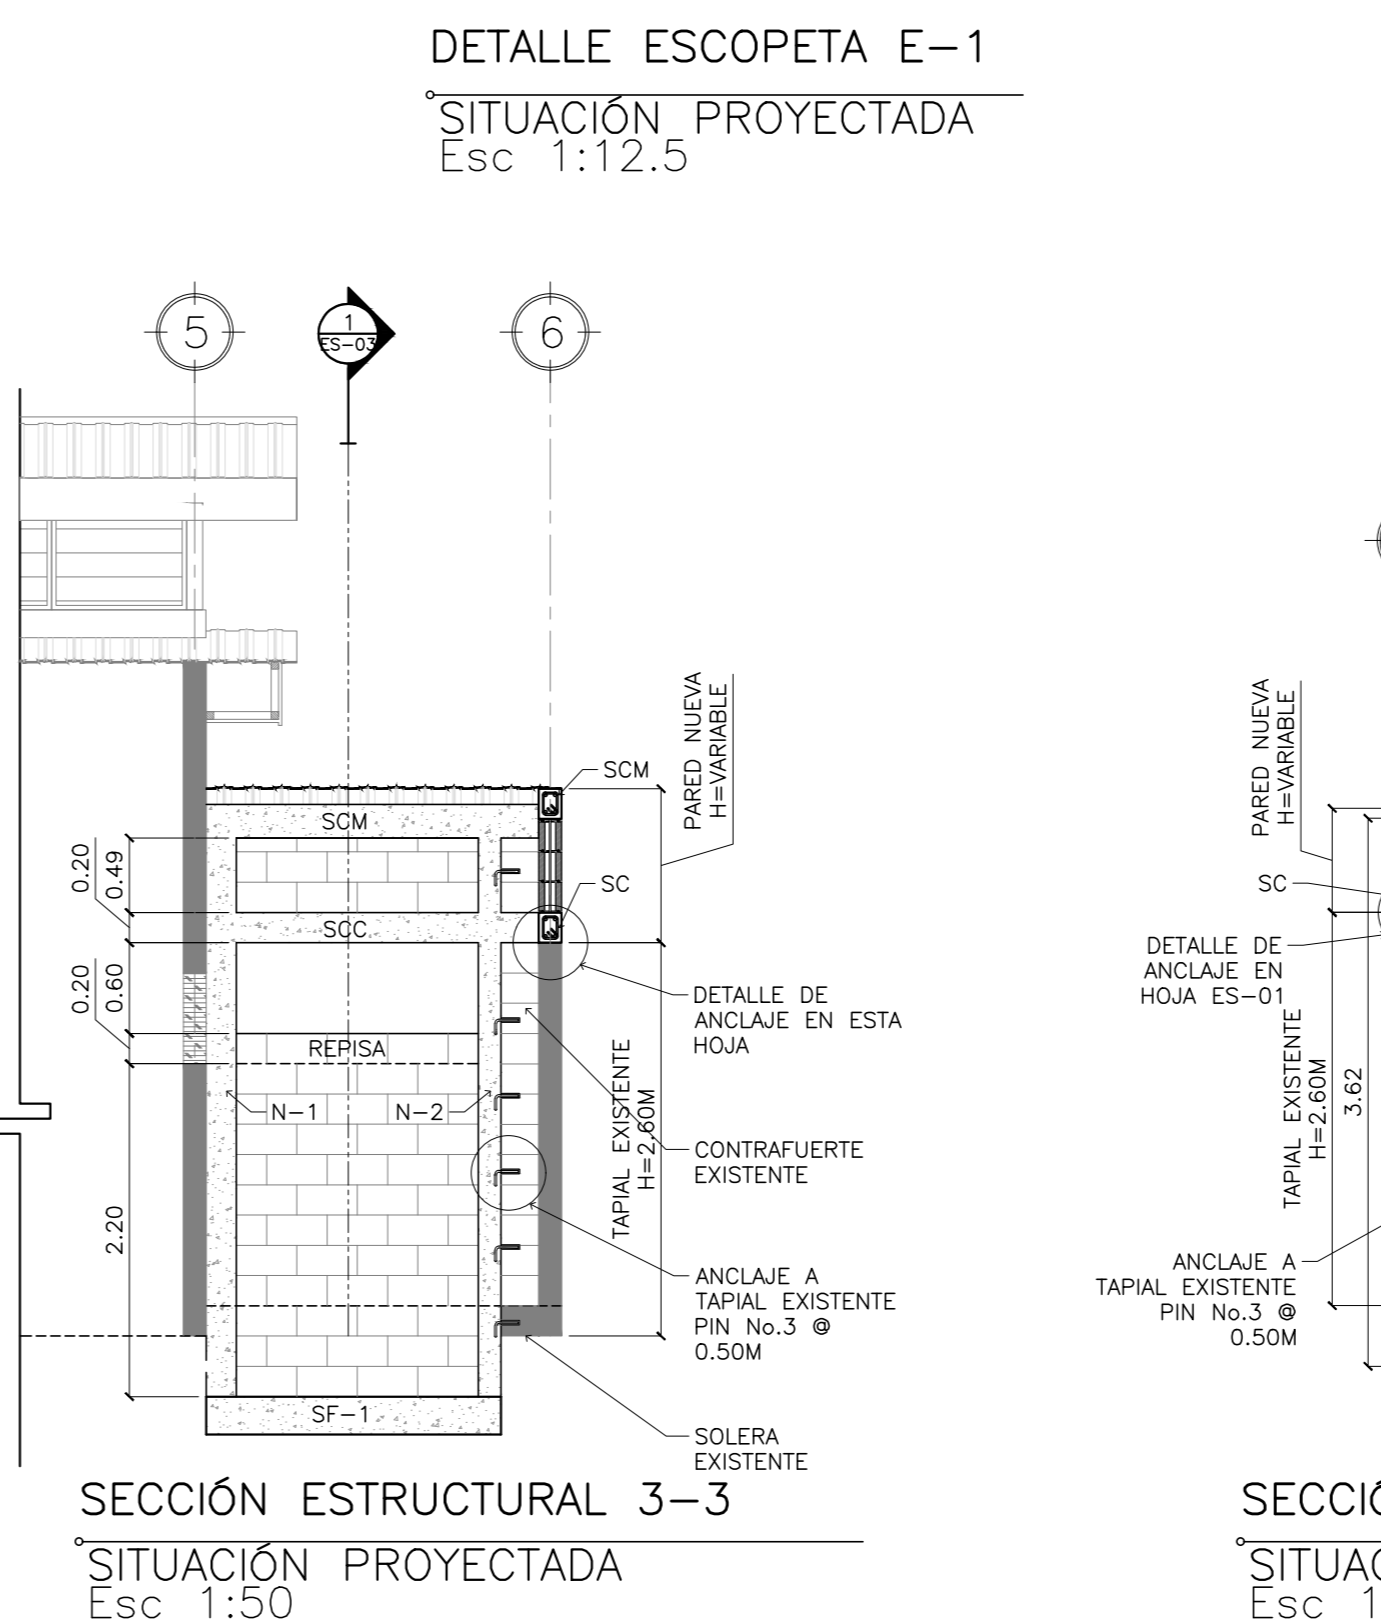 DETALLE ESCOPETA E-1
SITUACIÓN PROYECTADA
Esc 1:12.5
5
1
ES-03
6
PARED NUEVA
H=VARIABLE
SCM
SCM
0.20
0.49
SC
SCC
0.20
0.60
DETALLE DE
ANCLAJE EN ESTA
HOJA
REPISA
TAPIAL EXISTENTE
H=2.60M
N-1
N-2
CONTRAFUERTE
EXISTENTE
2.20
ANCLAJE A
TAPIAL EXISTENTE
PIN No.3 @
0.50M
SF-1
SOLERA
EXISTENTE
SECCIÓN ESTRUCTURAL 3-3
SITUACIÓN PROYECTADA
Esc 1:50
PARED NUEVA
H=VARIABLE
SC
DETALLE DE
ANCLAJE EN
HOJA ES-01
TAPIAL EXISTENTE
H=2.60M
3.62
ANCLAJE A
TAPIAL EXISTENTE
PIN No.3 @
0.50M